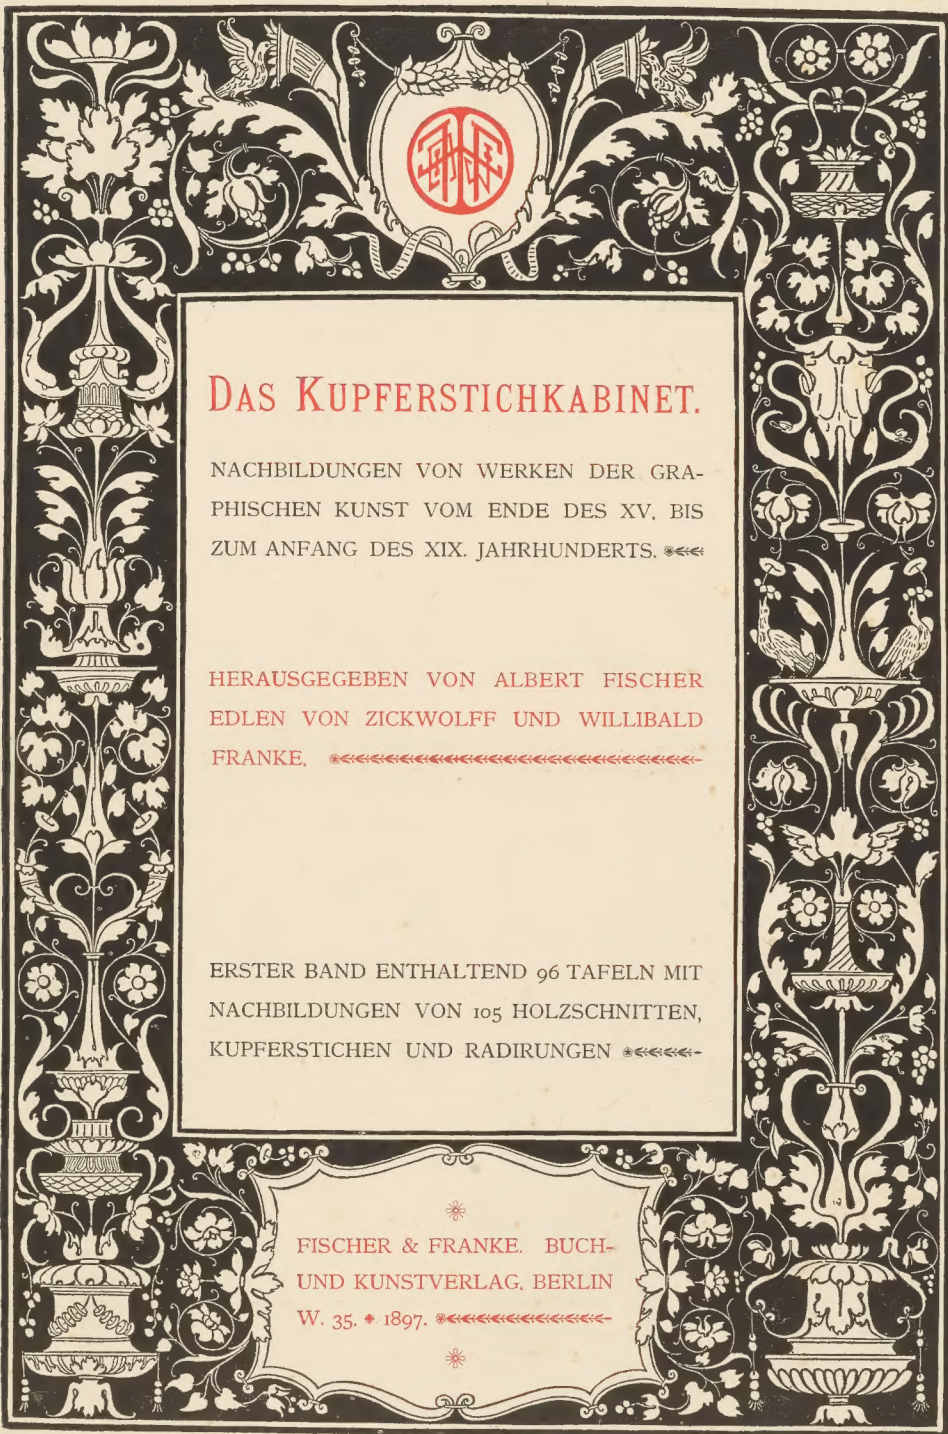 DAS KUPFERSTICHKABINET.
NACHBILDUNGEN VON WERKEN DER GRA-
PHISCHEN KUNST VOM ENDE DES XV. BIS
ZUM ANFANG DES XIX. JAHRHUNDERTS.
HERAUSGEGEBEN VON ALBERT FISCHER
EDLEN VON ZICKWOLFF UND WILLIBALD
FRANKE.
ERSTER BAND ENTHALTEND 96 TAFELN MIT
NACHBILDUNGEN VON 105 HOLZSCHNITTEN,
KUPFERSTICHEN UND RADIRUNGEN
FISCHER & FRANKE. BUCH-
UND KUNSTVERLAG. BERLIN
W. 35. * 1897.